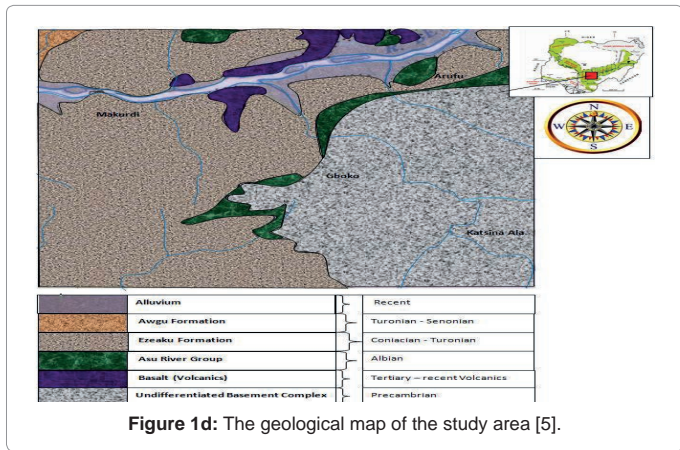 Arufu
Makurdi
Gboko
Katsina Ala
N
W E
S
Alluvium Recent
Awgu Formation Turonian - Senonian
Ezeaku Formation Coniacian - Turonian
Asu River Group Albian
Basalt (Volcanics) Tertiary – recent Volcanics
Undifferentiated Basement Complex Precambrian
Figure 1d: The geological map of the study area [5].